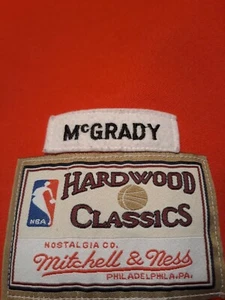 McGRADY
HARDWOOD
NBA
CLASSICS
NOSTALGIA CO.
Mitchell & Ness
PHILADELPHIA, PA.